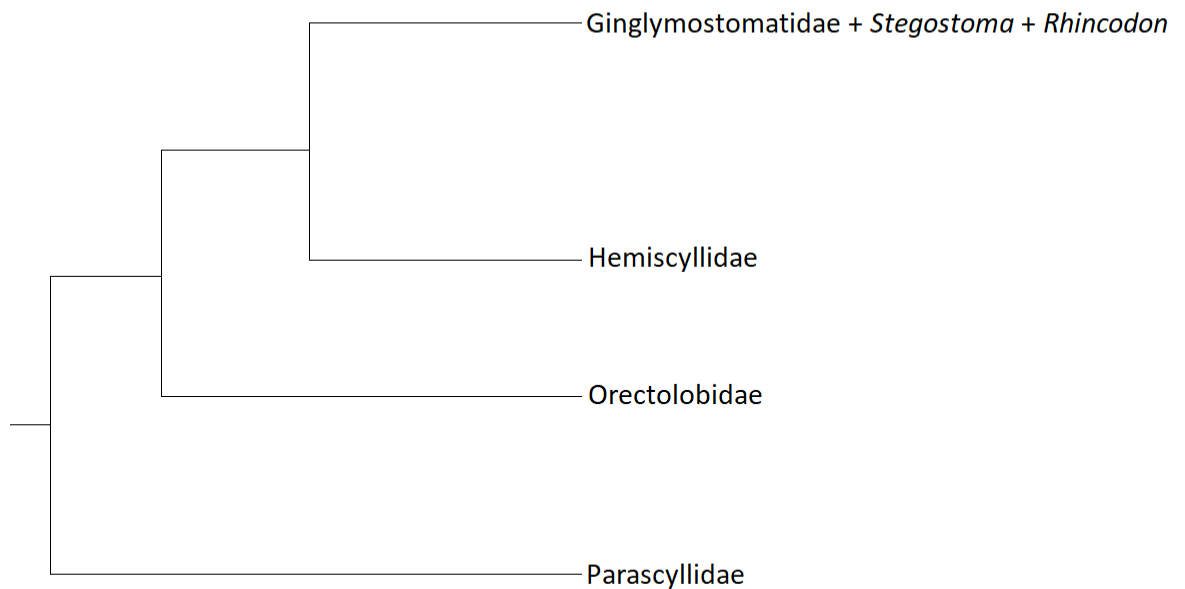 Ginglymostomatidae + Stegostoma + Rhincodon
Hemiscyllidae
Orectolobidae
Parascyllidae